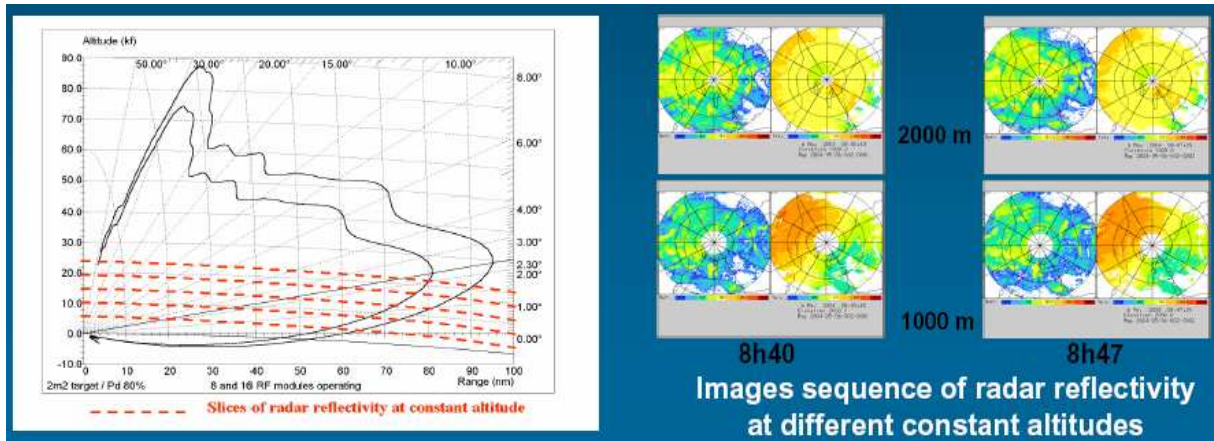 Altitude (kf)
90.0
80.0
70.0
60.0
50.0
40.0
30.0
20.0
10.0
0.0
-10.0
50.00°
30.00°
20.00°
15.00°
10.00°
8.00°
6.00°
5.00°
4.00°
3.00°
2.30°
2.00°
1.00°
0.00°
0 10 20 30 40 50 60 70 80 90 100
2m2 target / Pd 80%
8 and 16 RF modules operating
Range (nm)
Slices of radar reflectivity at constant altitude
2000 m
1000 m
8h40
8h47
Images sequence of radar reflectivity
at different constant altitudes